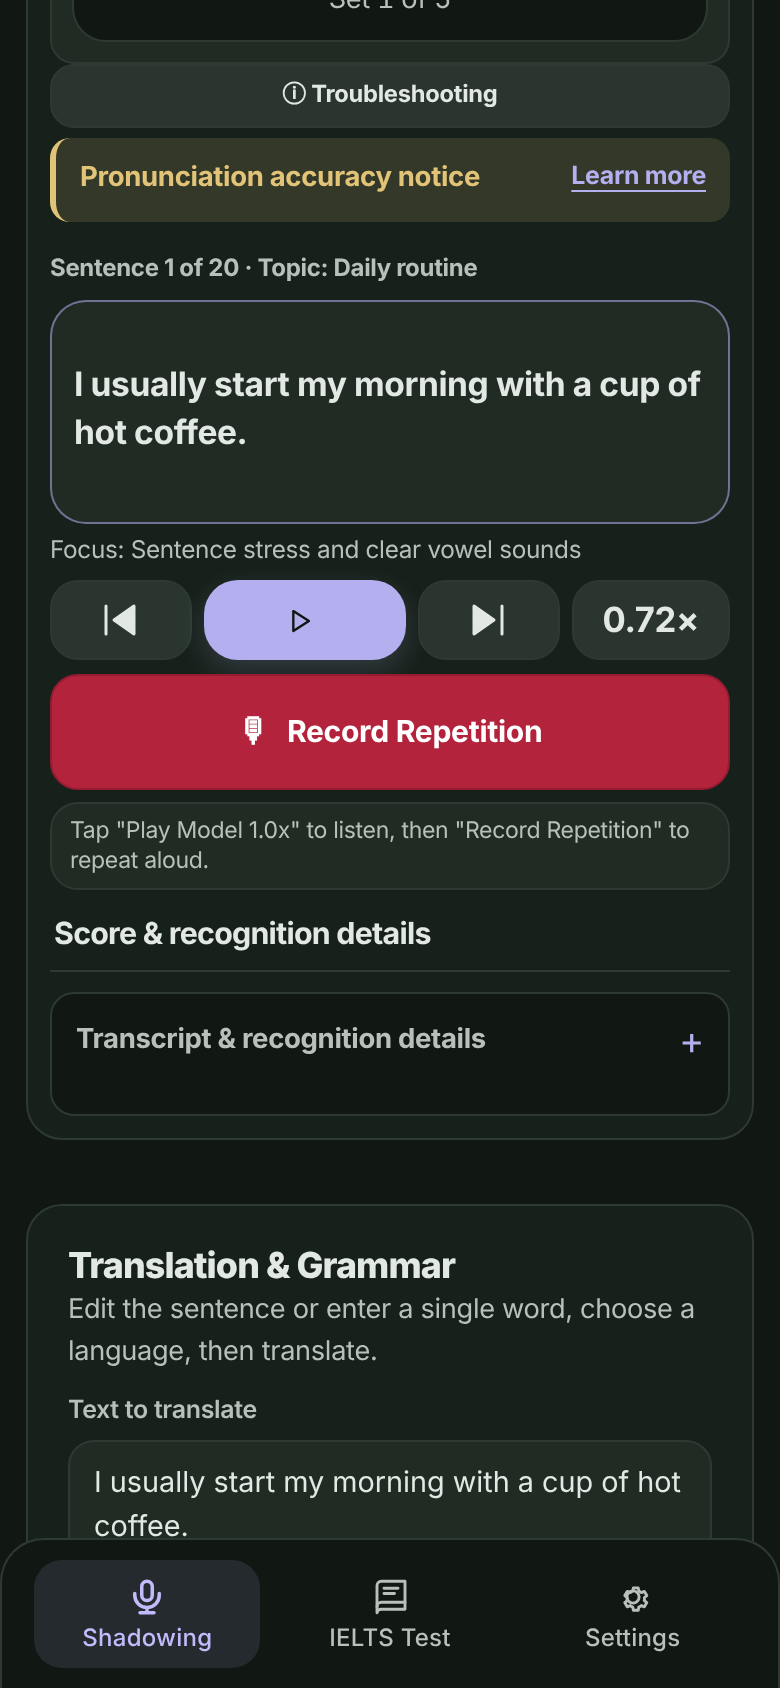 Set 1 of 5
ⓘ Troubleshooting
Pronunciation accuracy notice
Learn more
Sentence 1 of 20 · Topic: Daily routine
I usually start my morning with a cup of
hot coffee.
Focus: Sentence stress and clear vowel sounds
0.72×
Record Repetition
Tap "Play Model 1.0x" to listen, then "Record Repetition" to
repeat aloud.
Score & recognition details
Transcript & recognition details
+
Translation & Grammar
Edit the sentence or enter a single word, choose a
language, then translate.
Text to translate
I usually start my morning with a cup of hot
coffee.
Shadowing
IELTS Test
Settings